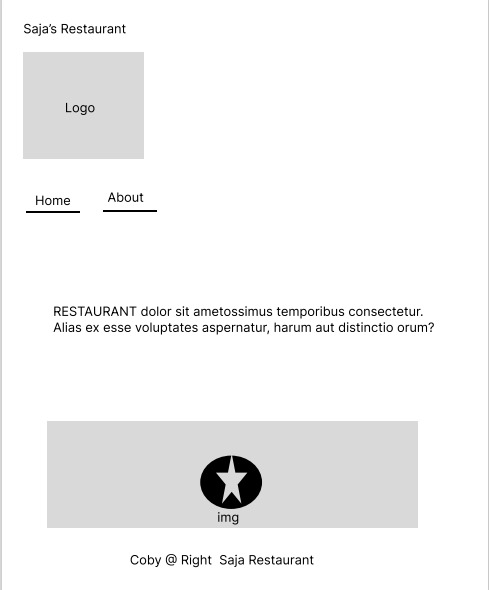 Saja's Restaurant
Logo
Home About
RESTAURANT dolor sit ametossimus temporibus consectetur.
Alias ex esse voluptates aspernatur, harum aut distinctio orum?
img
Coby @ Right  Saja Restaurant